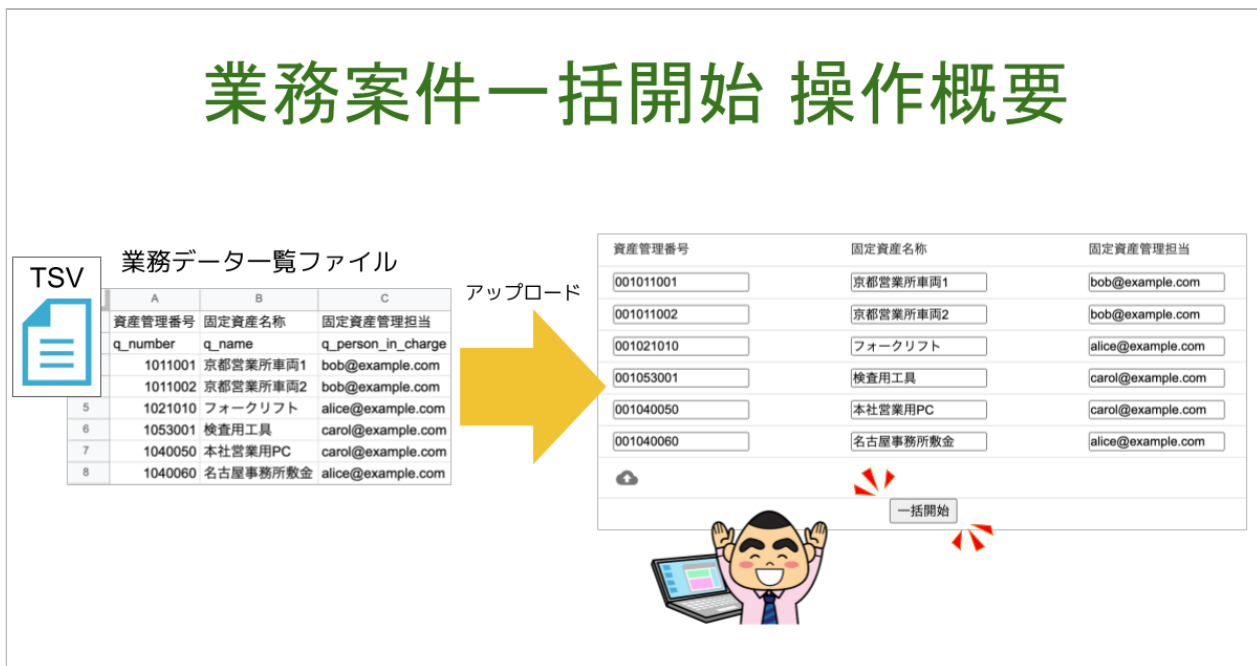 業務案件一括開始 操作概要
TSV
業務データ一覧ファイル
A B C
資産管理番号 固定資産名称 固定資産管理担当
q_number q_name q_person_in_charge
1011001 京都営業所車両1 bob@example.com
1011002 京都営業所車両2 bob@example.com
5 1021010 フォークリフト alice@example.com
6 1053001 検査用工具 carol@example.com
7 1040050 本社営業用PC carol@example.com
8 1040060 名古屋事務所敷金 alice@example.com
アップロード
資産管理番号 固定資産名称 固定資産管理担当
001011001 京都営業所車両1 bob@example.com
001011002 京都営業所車両2 bob@example.com
001021010 フォークリフト alice@example.com
001053001 検査用工具 carol@example.com
001040050 本社営業用PC carol@example.com
001040060 名古屋事務所敷金 alice@example.com
一括開始